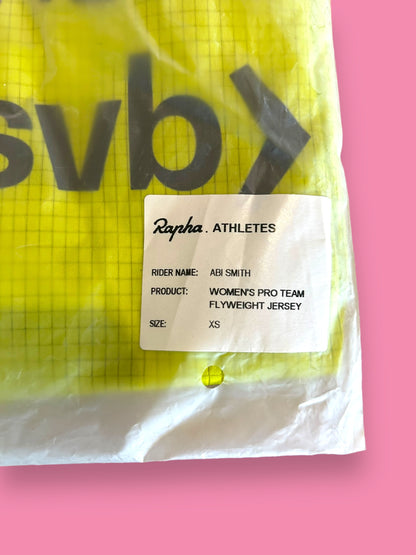 svb>
Rapha. ATHLETES
RIDER NAME: ABI SMITH
PRODUCT: WOMEN'S PRO TEAM
FLYWEIGHT JERSEY
SIZE: XS